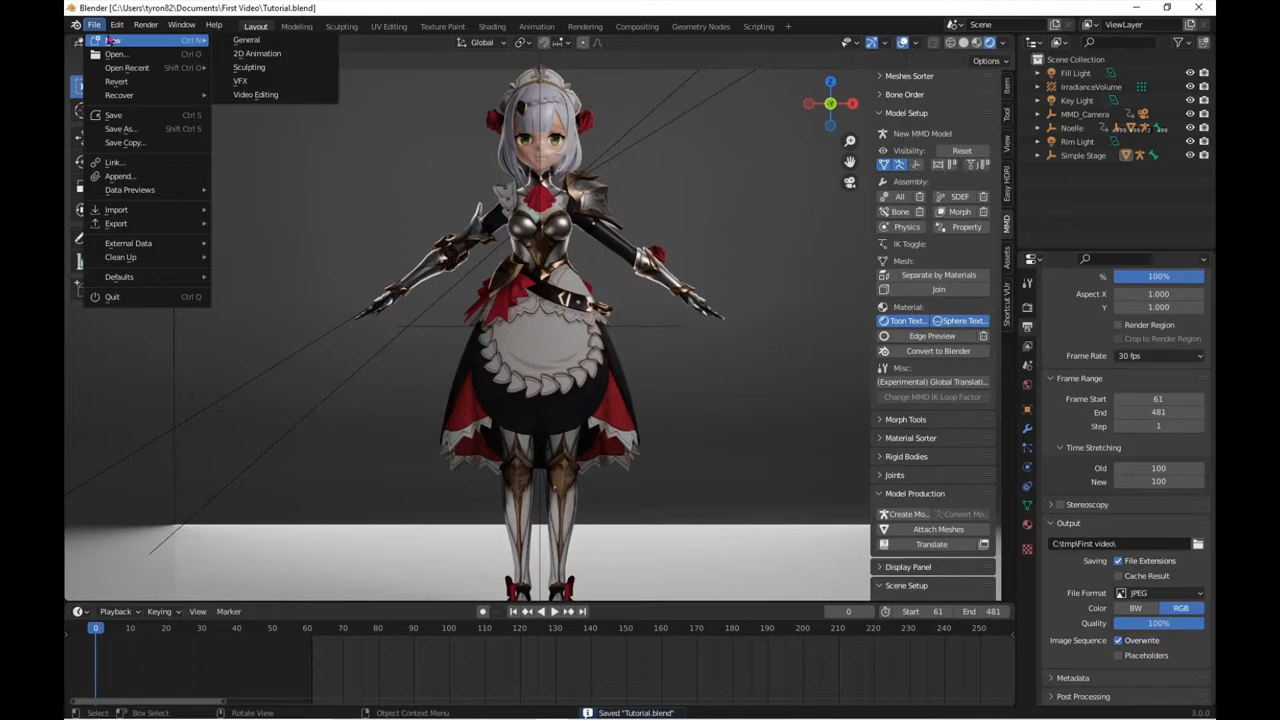 Blender [C:\Users\tyron82\Documents\First Video\Tutorial.blend]
File Edit Render Window Help Layout Modeling Sculpting UV Editing Texture Paint Shading Animation Rendering Compositing Geometry Nodes Scripting + Scene ViewLayer
New Ctrl N
Open... Ctrl O
Open Recent Shift Ctrl O
Revert
Recover
Save Ctrl S
Save As... Shift Ctrl S
Save Copy...
Link...
Append...
Data Previews
Import
Export
External Data
Clean Up
Defaults
Quit Ctrl Q
General
2D Animation
Sculpting
VFX
Video Editing
Global
Options
Z
Y
X
Meshes Sorter
Bone Order
Model Setup
New MMD Model
Visibility: Reset
Assembly:
All SDEF
Bone Morph
Physics Property
IK Toggle:
Mesh:
Separate by Materials
Join
Material:
Toon Text... Sphere Text...
Edge Preview
Convert to Blender
Misc:
(Experimental) Global Translati...
Change MMD IK Loop Factor
Morph Tools
Material Sorter
Rigid Bodies
Joints
Model Production
Create Mo... Convert Mo...
Attach Meshes
Translate
Display Panel
Scene Setup
Item
Tool
View
Easy HDRI
MMD
Assets
Shortcut VUr
Scene Collection
Fill Light
IrradianceVolume
Key Light
MMD_Camera
Noelle
Rim Light
Simple Stage
% 100%
Aspect X 1.000
Y 1.000
Render Region
Crop to Render Region
Frame Rate 30 fps
Frame Range
Frame Start 61
End 481
Step 1
Time Stretching
Old 100
New 100
Stereoscopy
Output
C:\tmp\First video\
Saving File Extensions
Cache Result
File Format JPEG
Color BW RGB
Quality 100%
Image Sequence Overwrite
Placeholders
Metadata
Post Processing
Playback Keying View Marker 0 Start 61 End 481
0 10 20 30 40 50 60 70 80 90 100 110 120 130 140 150 160 170 180 190 200 210 220 230 240 250
Select Box Select Rotate View Object Context Menu Saved "Tutorial.blend" 3.0.0